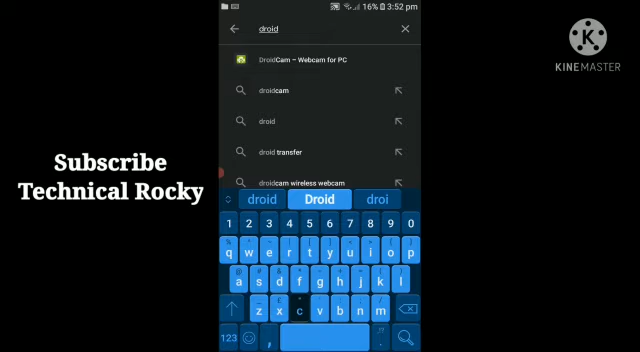 16% 3:52 pm
droid
DroidCam – Webcam for PC
droidcam
droid
droid transfer
droidcam wireless webcam
droid Droid droi
1 2 3 4 5 6 7 8 9 0
q w e r t y u i o p
a s d f g h j k l
z x c v b n m
123 ,
Subscribe
Technical Rocky
K
KINEMASTER